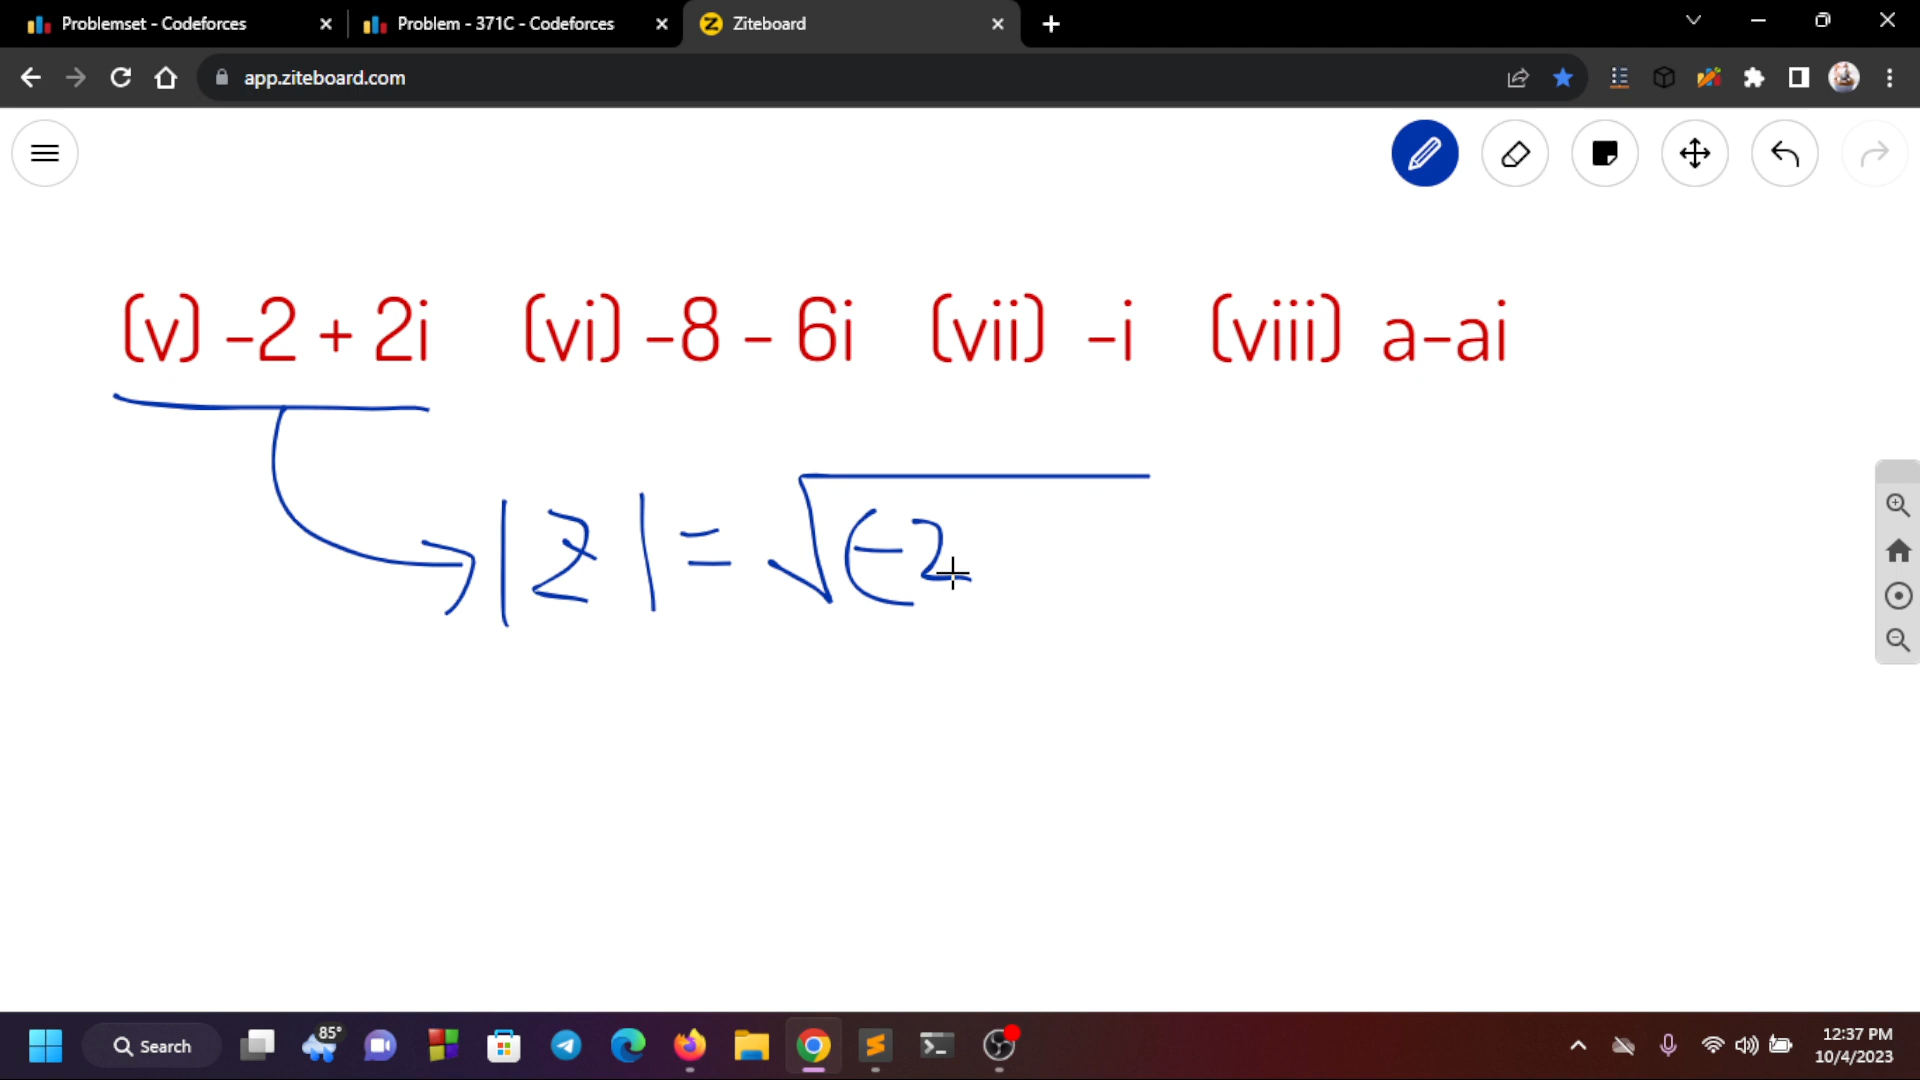 Problemset - Codeforces
Problem - 371C - Codeforces
Ziteboard
app.ziteboard.com
(v) -2 + 2i (vi) -8 - 6i (vii) -i (viii) a-ai
|z| = √(-2
85°
Search
12:37 PM
10/4/2023